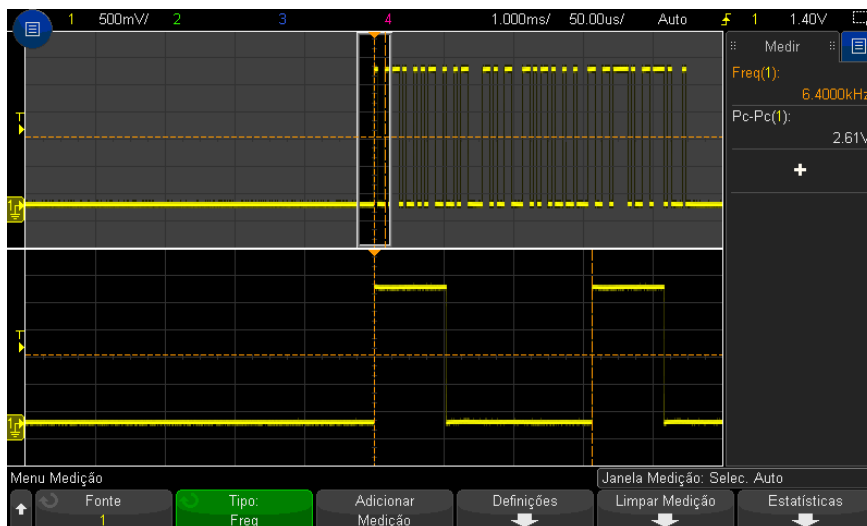 1 500mV/ 2 3 4 1.000ms/ 50.00us/ Auto 1 1.40V
Medir
Freq(1):
6.4000kHz
Pc-Pc(1):
2.61V
T
1
T
1
Menu Medição
Janela Medição: Selec. Auto
Fonte
1
Tipo:
Freq
Adicionar
Medição
Definições
Limpar Medição
Estatísticas